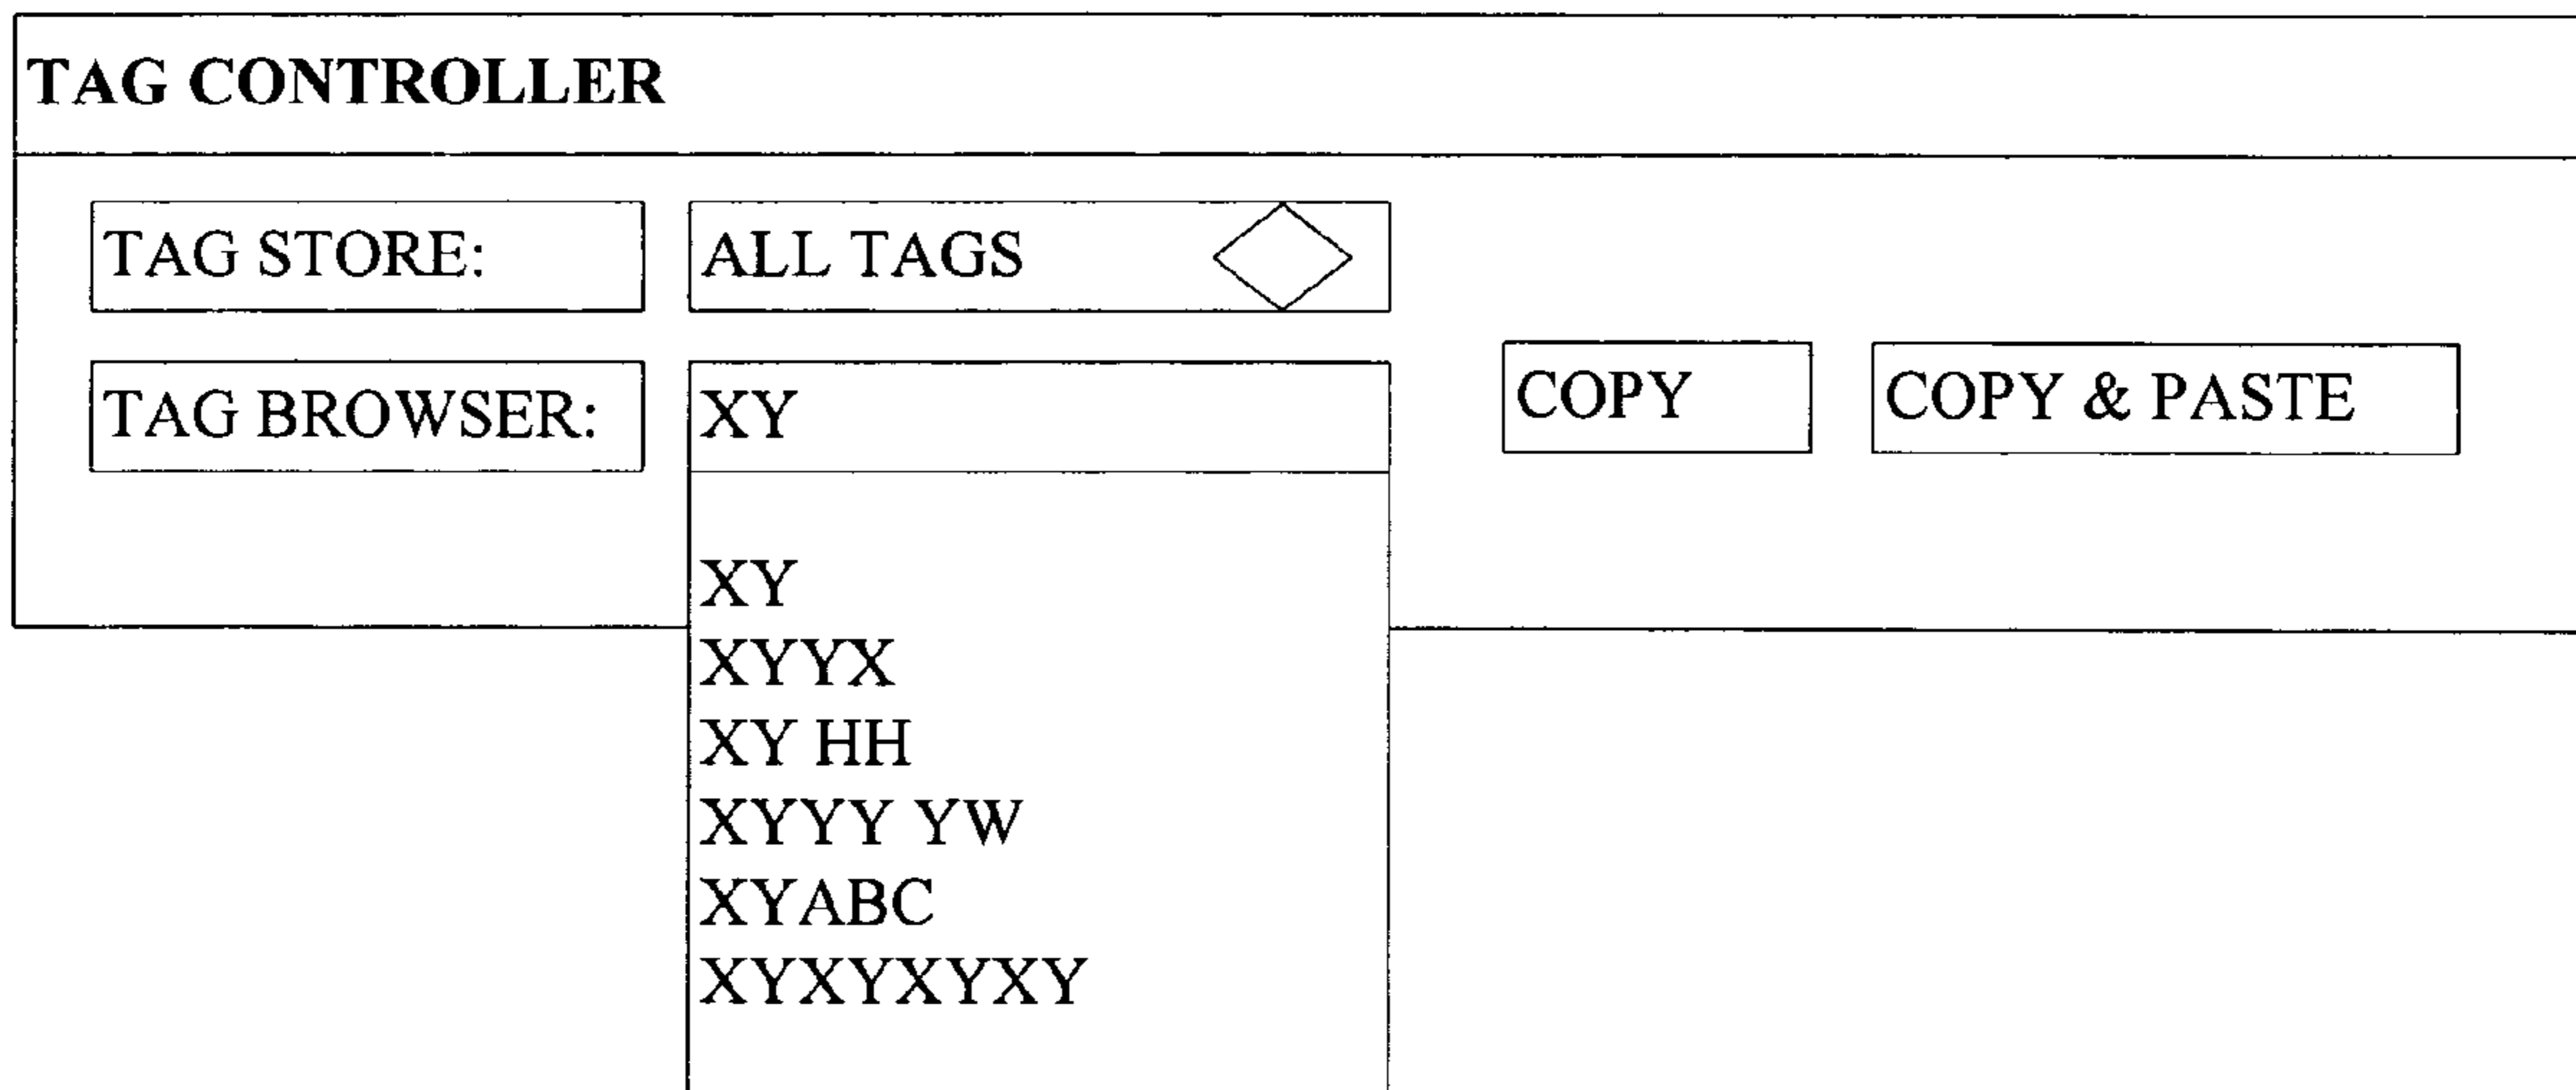 TAG CONTROLLER
TAG STORE: ALL TAGS
TAG BROWSER: XY COPY COPY & PASTE
XY
XYYX
XY HH
XYYY YW
XYABC
XYXYXYXY